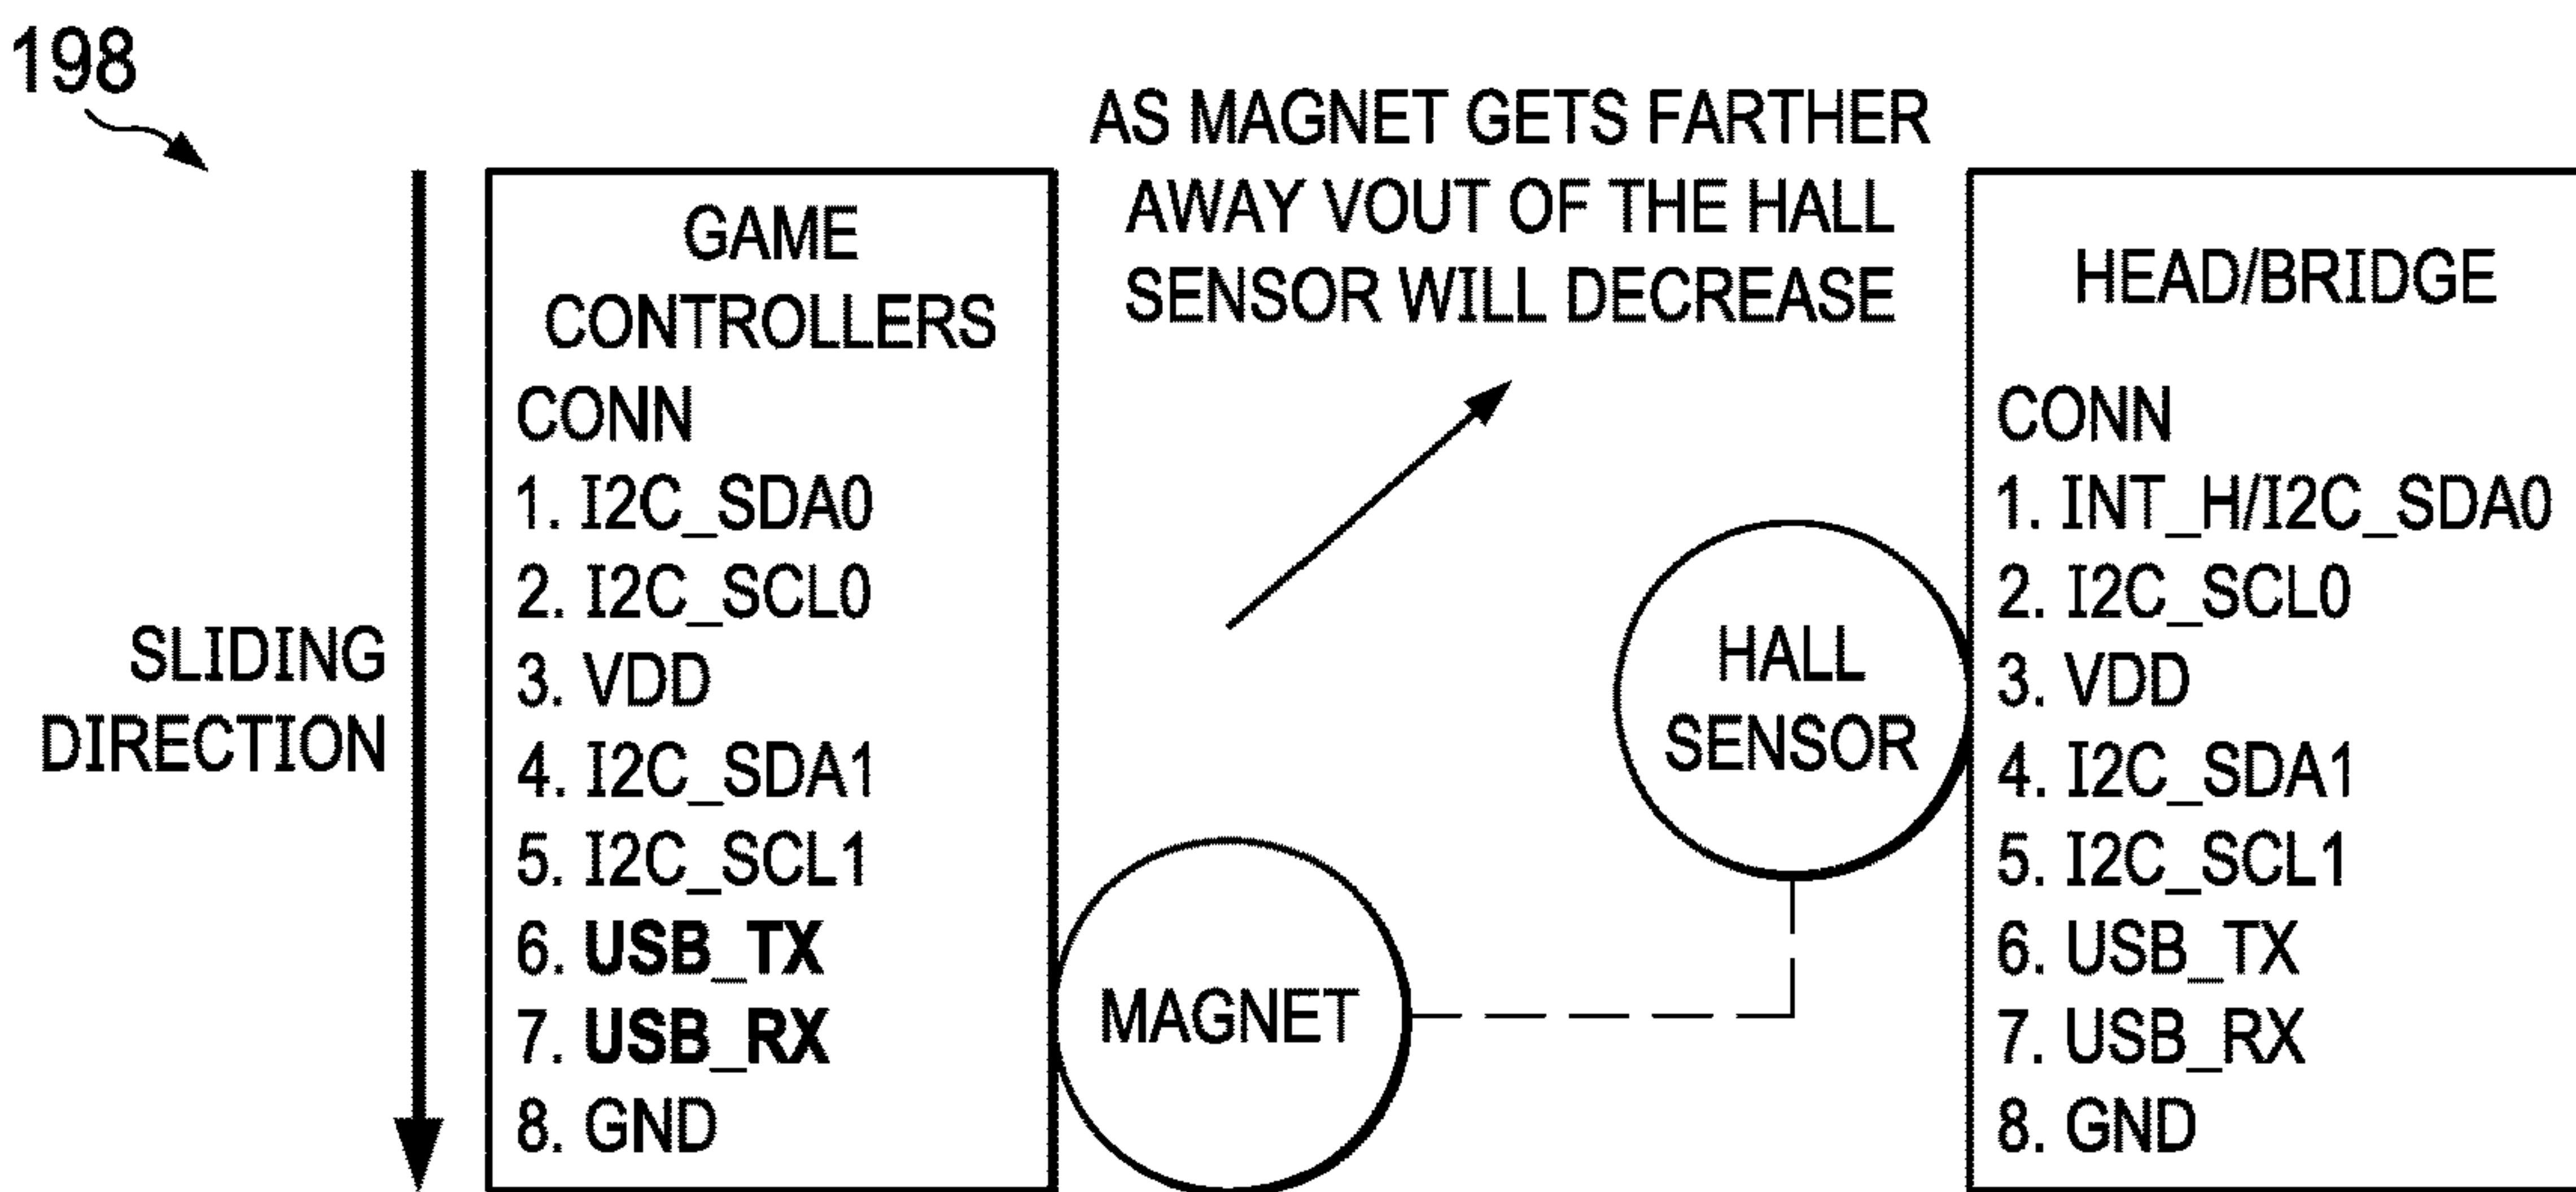 198
SLIDING
DIRECTION
GAME
CONTROLLERS
CONN
1. I2C_SDA0
2. I2C_SCL0
3. VDD
4. I2C_SDA1
5. I2C_SCL1
6. USB_TX
7. USB_RX
8. GND
AS MAGNET GETS FARTHER
AWAY VOUT OF THE HALL
SENSOR WILL DECREASE
MAGNET
HALL
SENSOR
HEAD/BRIDGE
CONN
1. INT_H/I2C_SDA0
2. I2C_SCL0
3. VDD
4. I2C_SDA1
5. I2C_SCL1
6. USB_TX
7. USB_RX
8. GND